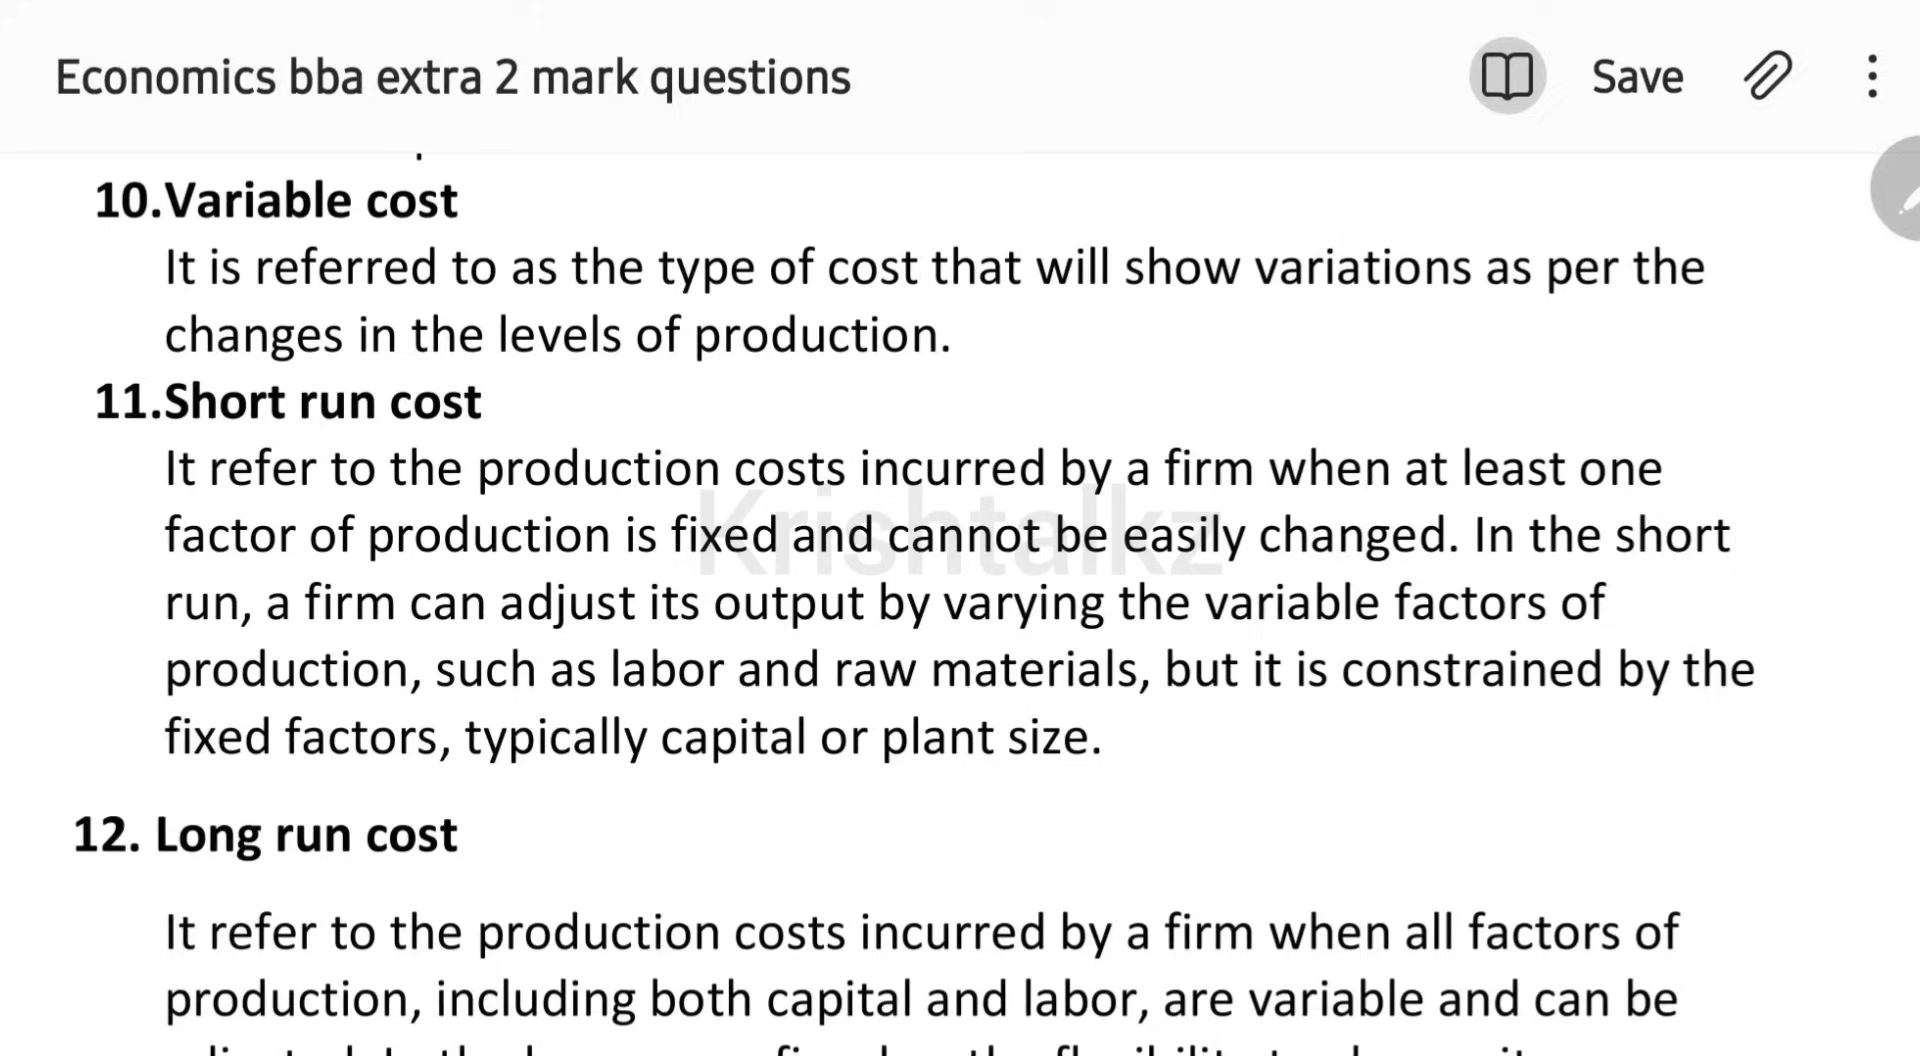 Economics bba extra 2 mark questions
Save
10.Variable cost
It is referred to as the type of cost that will show variations as per the
changes in the levels of production.
11.Short run cost
It refer to the production costs incurred by a firm when at least one
factor of production is fixed and cannot be easily changed. In the short
run, a firm can adjust its output by varying the variable factors of
production, such as labor and raw materials, but it is constrained by the
fixed factors, typically capital or plant size.
Krishtalkz
12. Long run cost
It refer to the production costs incurred by a firm when all factors of
production, including both capital and labor, are variable and can be